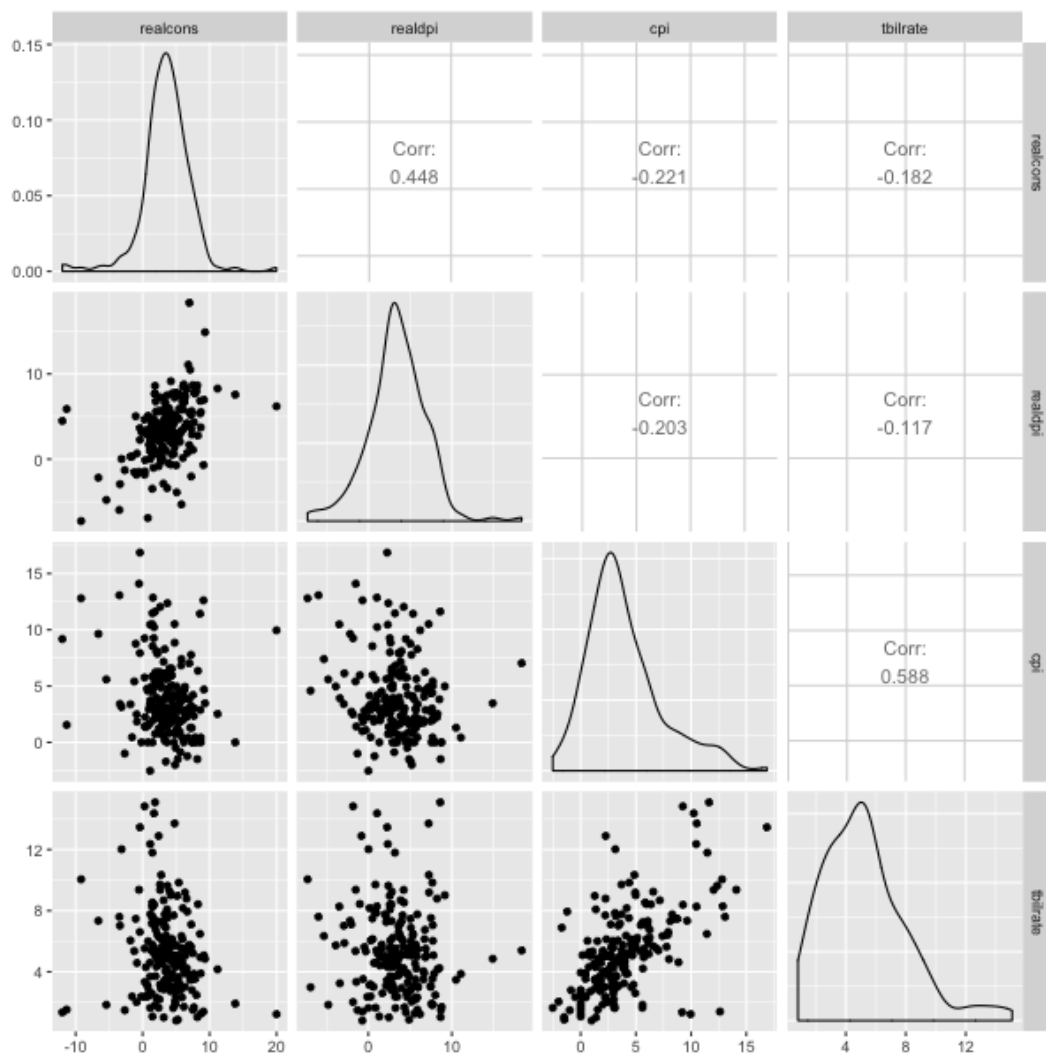 realcons
realdpi
cpi
tbilrate
0.15
0.10
0.05
0.00
Corr:
0.448
Corr:
-0.221
Corr:
-0.182
realcons
10
0
Corr:
-0.203
Corr:
-0.117
realdpi
15
10
5
0
Corr:
0.588
cpi
12
8
4
tbilrate
-10
0
10
20
0
10
0
5
10
15
4
8
12